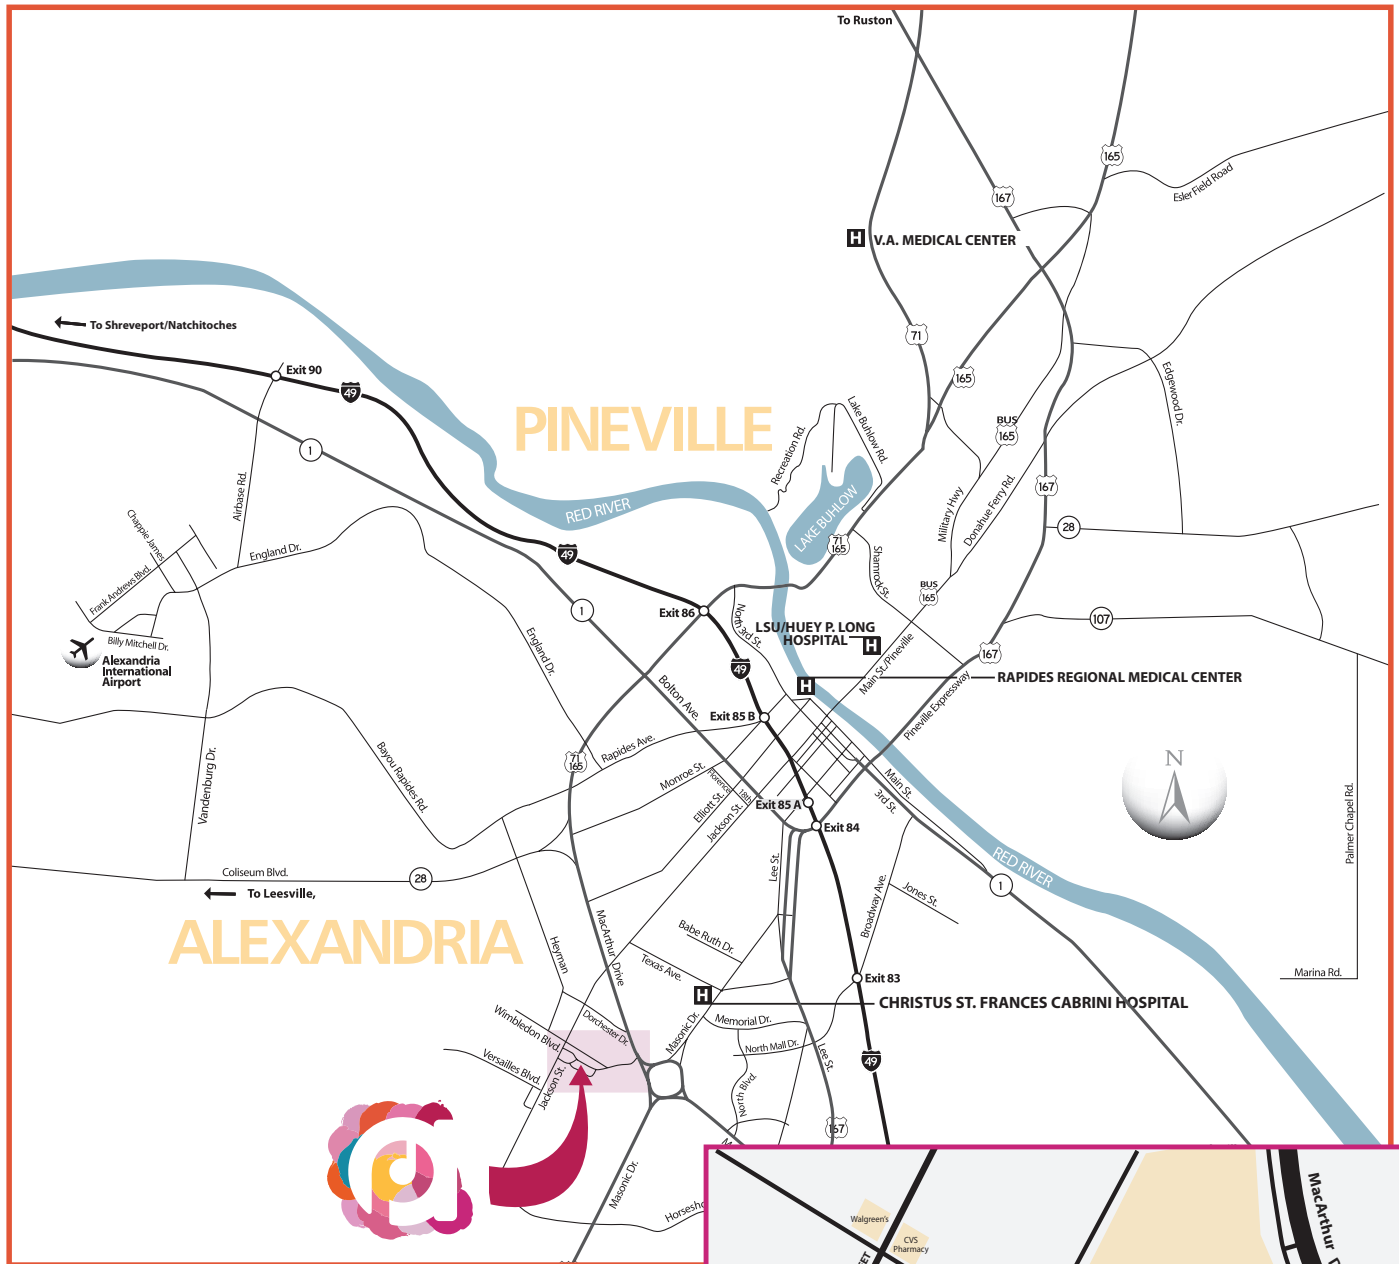 To Ruston
165
Esler Field Road
167
V.A. MEDICAL CENTER
H
To Shreveport/Natchitoches
71
Exit 90
49
165
Edgewood Dr.
PINEVILLE
Lake Buhlow Rd.
Recreation Rd.
BUS
165
1
Airbase Rd.
167
RED RIVER
LAKE BUHLOW
Military Hwy
Donahue Ferry Rd.
28
Chappie James
England Dr.
49
71
165
Shamrock St.
Frank Andrews Blvd.
BUS
165
1
Exit 86
North 3rd St.
107
LSU/HUEY P. LONG
HOSPITAL
H
Billy Mitchell Dr.
Alexandria
International
Airport
England Dr.
49
Main St./Pineville
167
H
RAPIDES REGIONAL MEDICAL CENTER
Bolton Ave.
Exit 85 B
Pineville Expressway
Vandenburg Dr.
Bayou Rapides Rd.
71
165
Rapides Ave.
Monroe St.
Florence
18th
Elliott St.
Jackson St.
Exit 85 A
Main St.
3rd St.
N
Exit 84
Palmer Chapel Rd.
Coliseum Blvd.
28
To Leesville,
Lee St.
RED RIVER
1
Broadway Ave.
Jones St.
ALEXANDRIA
Heyman
MacArthur Drive
Babe Ruth Dr.
Texas Ave.
Exit 83
Marina Rd.
H
CHRISTUS ST. FRANCES CABRINI HOSPITAL
Wimbledon Blvd.
Dorchester Dr.
Masonic Dr.
Memorial Dr.
North Mall Dr.
Lee St.
49
Versailles Blvd.
Jackson St.
North Blvd.
167
a
Masonic Dr.
Horsesho
Walgreen's
CVS
Pharmacy
ET
MacArthur D